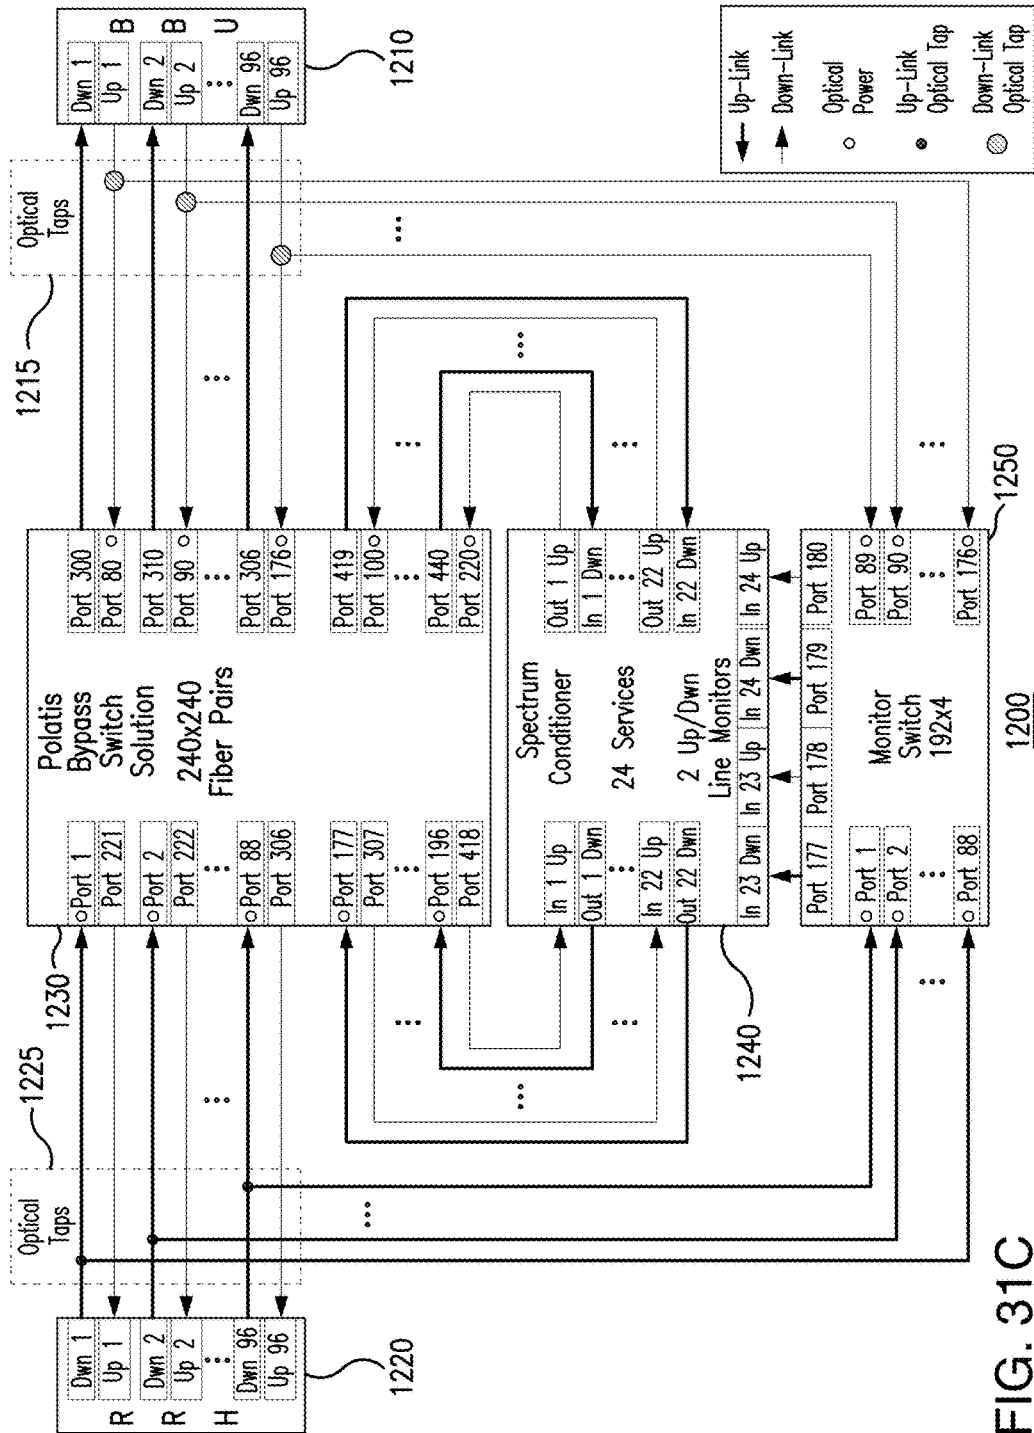 1220
R
R
H
Dwn 1
Up 1
Dwn 2
Up 2
⋮
Dwn 96
Up 96
Optical
Taps
1225
1230
Polatis
Bypass
Switch
Solution
240x240
Fiber Pairs
Port 1
Port 221
Port 2
Port 222
Port 88
Port 306
Port 177
Port 307
Port 196
Port 418
Port 300
Port 80
Port 310
Port 90
Port 306
Port 176
Port 419
Port 100
Port 440
Port 220
1215
Optical
Taps
B
B
U
Dwn 1
Up 1
Dwn 2
Up 2
Dwn 96
Up 96
1210
1240
Spectrum
Conditioner
24 Services
2 Up/Dwn
Line Monitors
In 1 Up
Out 1 Dwn
In 22 Up
Out 22 Dwn
Out 1 Up
In 1 Dwn
Out 22 Up
In 22 Dwn
In 23 Dwn
In 23 Up
In 24 Dwn
In 24 Up
Port 177
Port 178
Port 179
Port 180
Monitor
Switch
192x4
Port 1
Port 2
Port 88
Port 89
Port 90
Port 176
1250
1200
Up-Link
Down-Link
Optical
Power
Up-Link
Optical Tap
Down-Link
Optical Tap
FIG. 31C